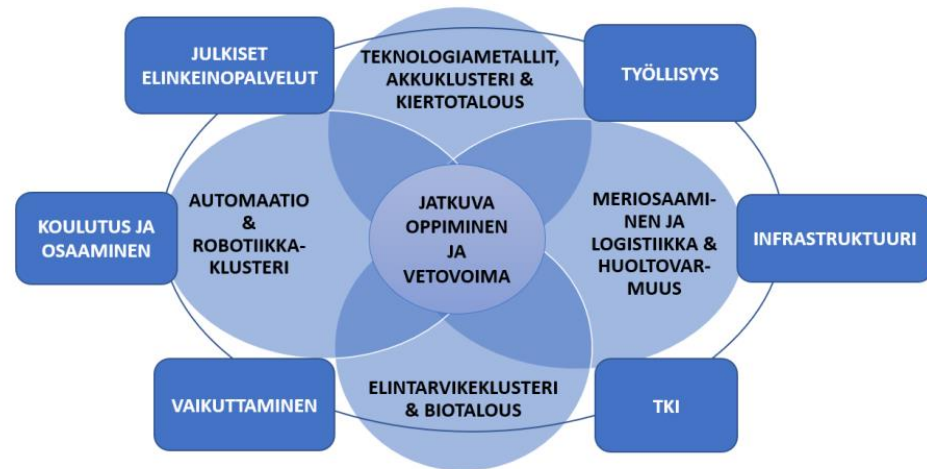 JULKISET
ELINKEINOPALVELUT
TEKNOLOGIAMETALLIT,
AKKUKLUSTERI &
KIERTOTALOUS
TYÖLLISYYS
KOULUTUS JA
OSAAMINEN
AUTOMAATIO
&
ROBOTIIKKA-
KLUSTERI
JATKUVA
OPPIMINEN
JA
VETOVOIMA
MERIOSAAMI-
NEN JA
LOGISTIIKKA &
HUOLTOVAR-
MUUS
INFRASTRUKTUURI
VAIKUTTAMINEN
ELINTARVIKEKLUSTERI
& BIOTALOUS
TKI